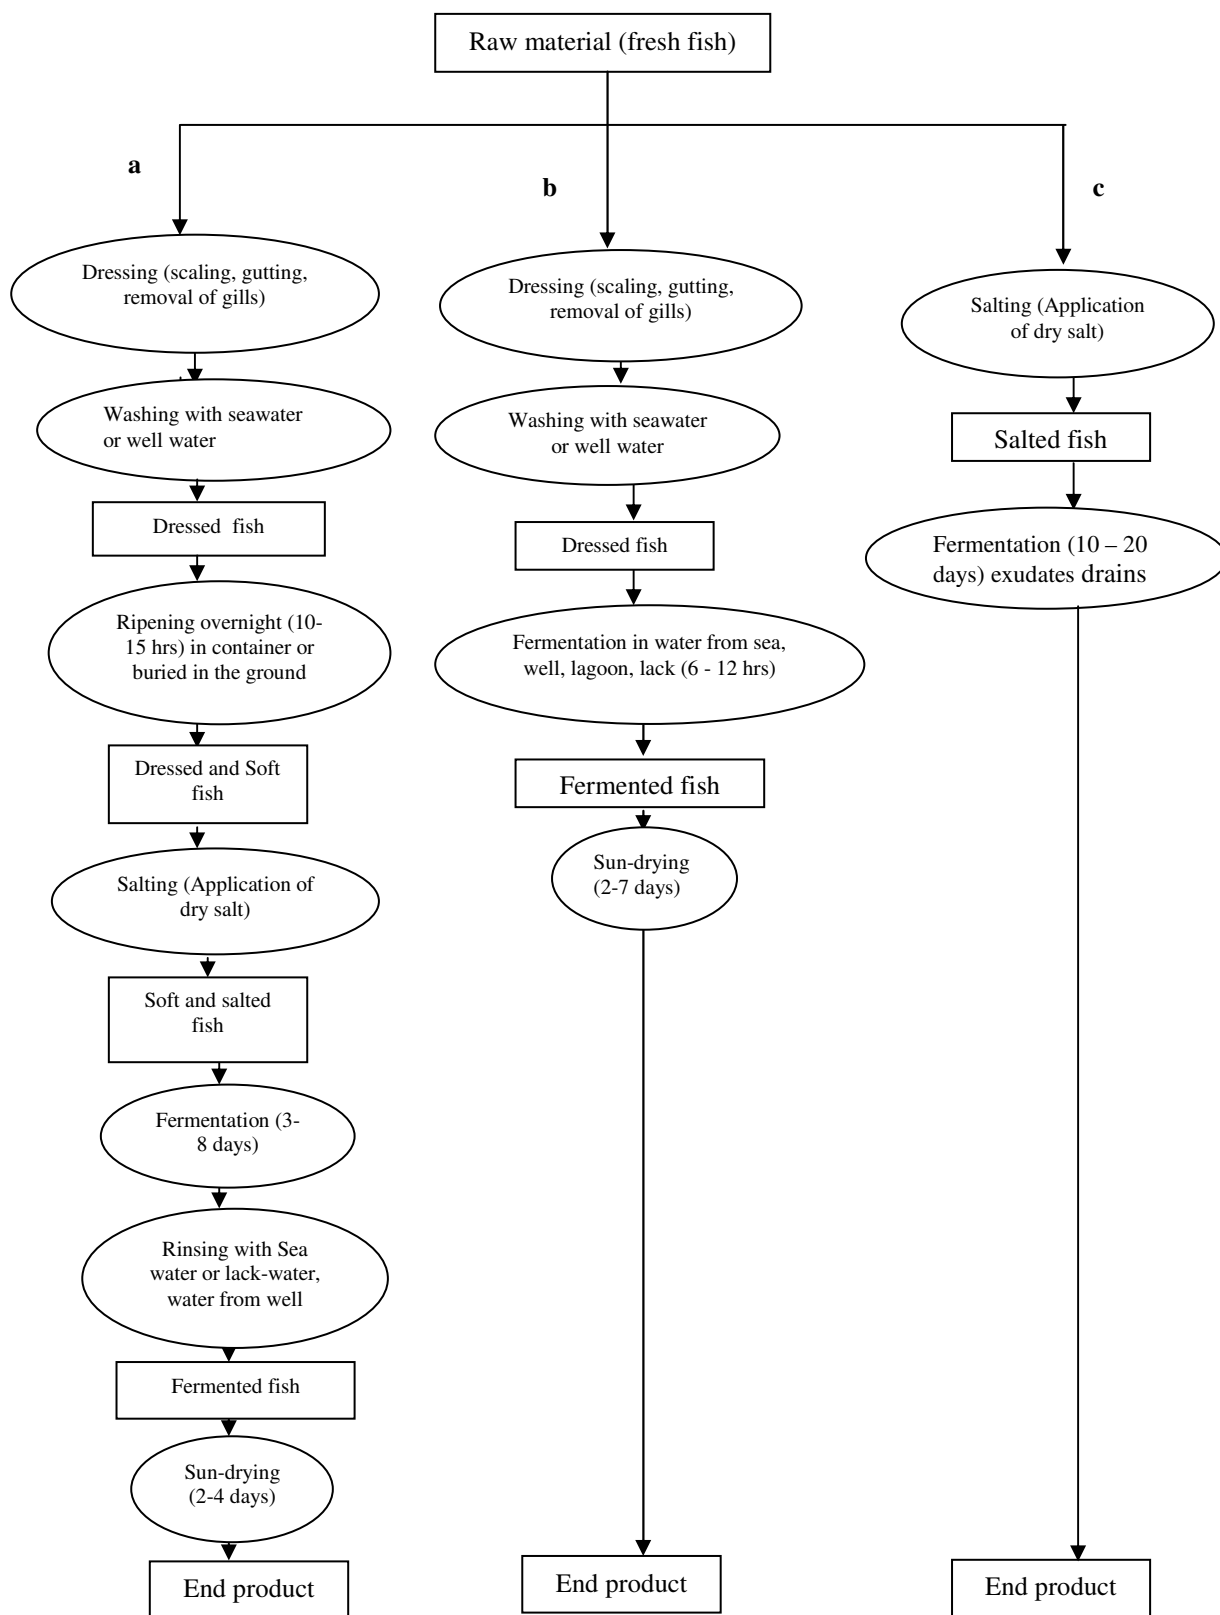 Raw material (fresh fish)
a
Dressing (scaling, gutting,
removal of gills)
Washing with seawater
or well water
Dressed fish
Ripening overnight (10-
15 hrs) in container or
buried in the ground
Dressed and Soft
fish
Salting (Application of
dry salt)
Soft and salted
fish
Fermentation (3-
8 days)
Rinsing with Sea
water or lack-water,
water from well
Fermented fish
Sun-drying
(2-4 days)
End product
b
Dressing (scaling, gutting,
removal of gills)
Washing with seawater
or well water
Dressed fish
Fermentation in water from sea,
well, lagoon, lack (6 - 12 hrs)
Fermented fish
Sun-drying
(2-7 days)
End product
c
Salting (Application
of dry salt)
Salted fish
Fermentation (10 – 20
days) exudates drains
End product